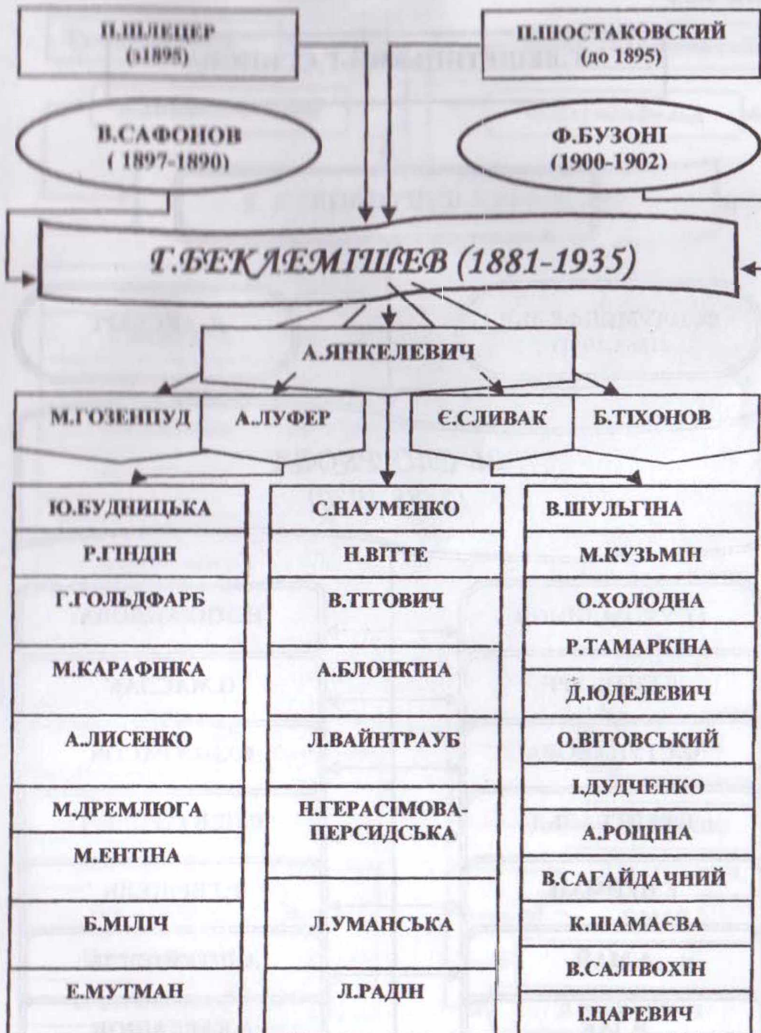 П.ШЛЕЦЕР
(з1895)
П.ШОСТАКОВСКИЙ
(до 1895)
В.САФОНОВ
( 1897-1890)
Ф.БУЗОНІ
(1900-1902)
Г.БЕКЛЕМІШЕВ (1881-1935)
А.ЯНКЕЛЕВИЧ
М.ГОЗЕНПУД
А.ЛУФЕР
Є.СЛИВАК
Б.ТІХОНОВ
Ю.БУДНИЦЬКА
Р.ГІНДІН
Г.ГОЛЬДФАРБ
М.КАРАФІНКА
А.ЛИСЕНКО
М.ДРЕМЛЮГА
М.ЕНТІНА
Б.МІЛІЧ
Е.МУТМАН
С.НАУМЕНКО
Н.ВІТТЕ
В.ТІТОВИЧ
А.БЛОНКІНА
Л.ВАЙНТРАУБ
Н.ГЕРАСІМОВА-
ПЕРСИДСЬКА
Л.УМАНСЬКА
Л.РАДІН
В.ШУЛЬГІНА
М.КУЗЬМІН
О.ХОЛОДНА
Р.ТАМАРКІНА
Д.ЮДЕЛЕВИЧ
О.ВІТОВСЬКИЙ
І.ДУДЧЕНКО
А.РОЩІНА
В.САГАЙДАЧНИЙ
К.ШАМАЄВА
В.САЛІВОХІН
І.ЦАРЕВИЧ